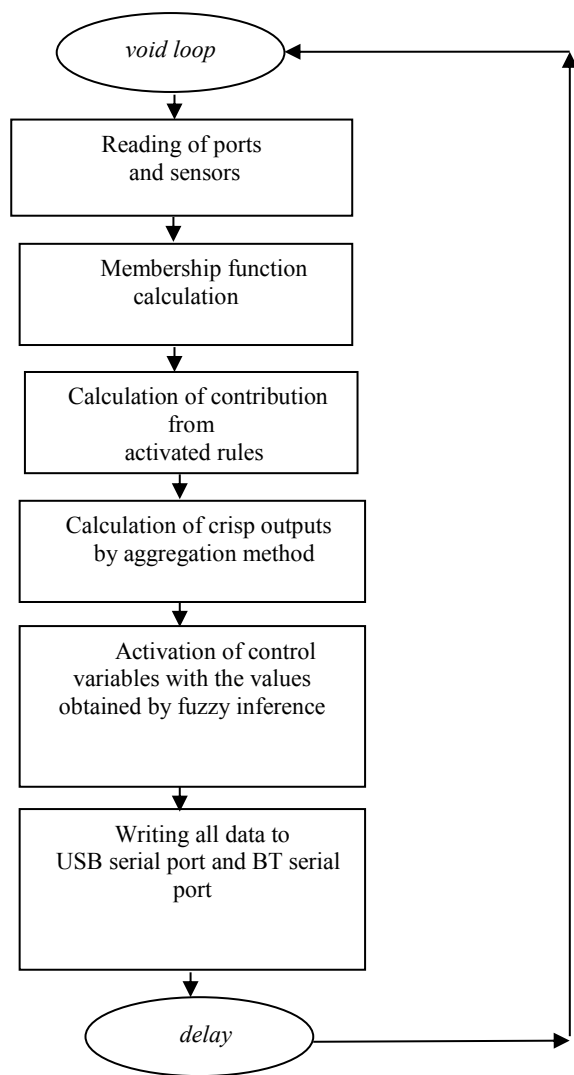 void loop
Reading of ports
and sensors
Membership function
calculation
Calculation of contribution
from
activated rules
Calculation of crisp outputs
by aggregation method
Activation of control
variables with the values
obtained by fuzzy inference
Writing all data to
USB serial port and BT serial
port
delay